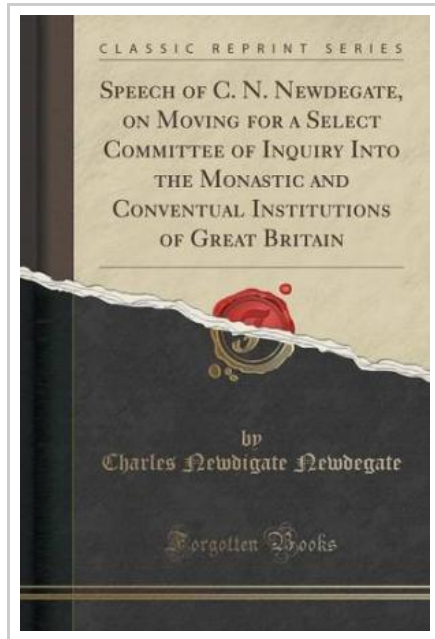 CLASSIC REPRINT SERIES
SPEECH OF C. N. NEWDEGATE,
ON MOVING FOR A SELECT
COMMITTEE OF INQUIRY INTO
THE MONASTIC AND
CONVENTUAL INSTITUTIONS
OF GREAT BRITAIN
by
Charles Newdigate Newdegate
Forgotten Books